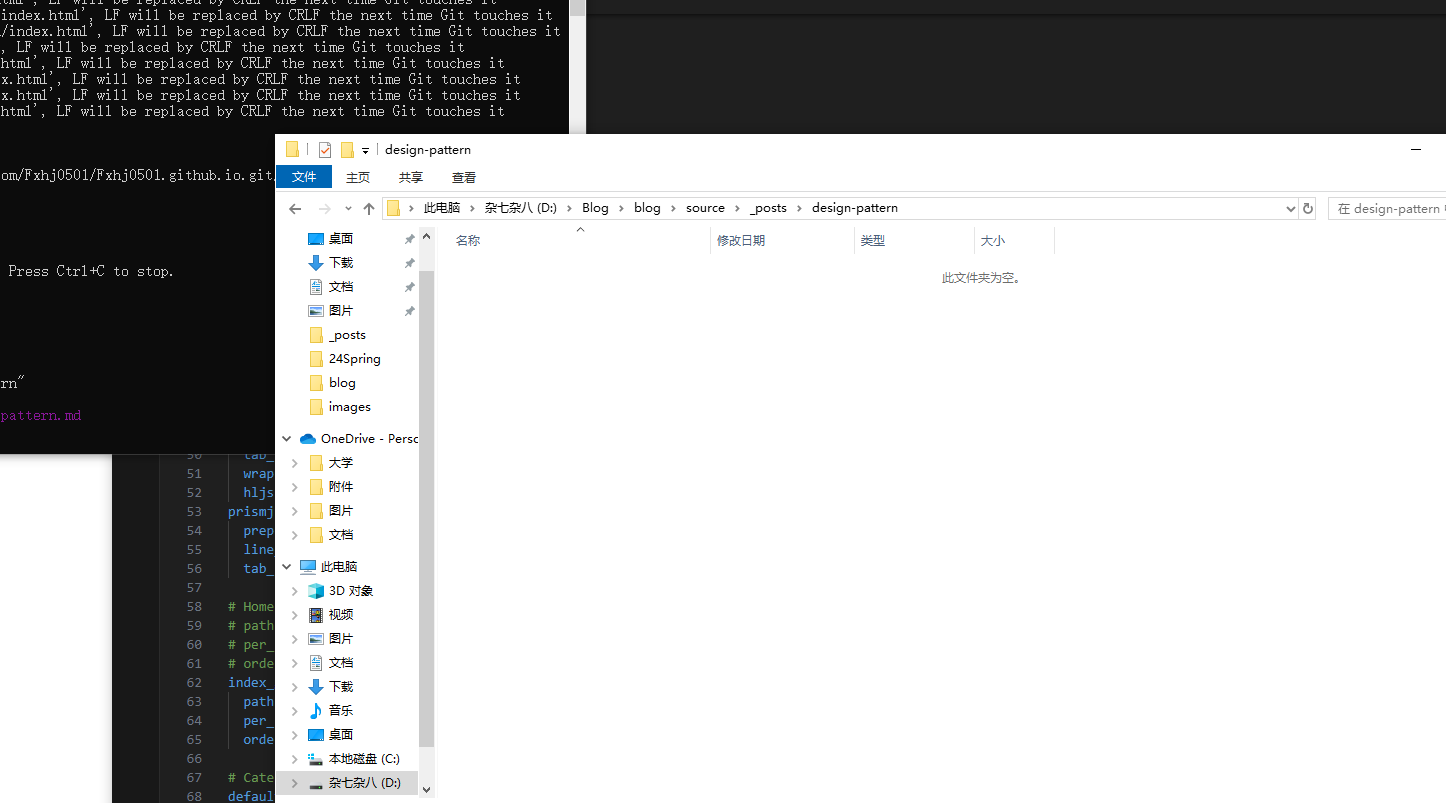 html', LF will be replaced by CRLF the next time Git touches it
index.html', LF will be replaced by CRLF the next time Git touches it
/index.html', LF will be replaced by CRLF the next time Git touches it
, LF will be replaced by CRLF the next time Git touches it
html', LF will be replaced by CRLF the next time Git touches it
x.html', LF will be replaced by CRLF the next time Git touches it
x.html', LF will be replaced by CRLF the next time Git touches it
html', LF will be replaced by CRLF the next time Git touches it
om/Fxhj0501/Fxhj0501.github.io.git
Press Ctrl+C to stop.
rn"
pattern.md
design-pattern
文件 主页 共享 查看
此电脑 杂七杂八 (D:) Blog blog source _posts design-pattern
在 design-pattern
名称 修改日期 类型 大小
此文件夹为空。
桌面
下载
文档
图片
_posts
24Spring
blog
images
OneDrive - Perso
大学
附件
图片
文档
此电脑
3D 对象
视频
图片
文档
下载
音乐
桌面
本地磁盘 (C:)
杂七杂八 (D:)
50 tab_
51 wrap
52 hljs
53 prismj
54 prep
55 line_
56 tab_
57
58 # Home
59 # path
60 # per_
61 # orde
62 index_
63 path
64 per_
65 orde
66
67 # Cate
68 defaul